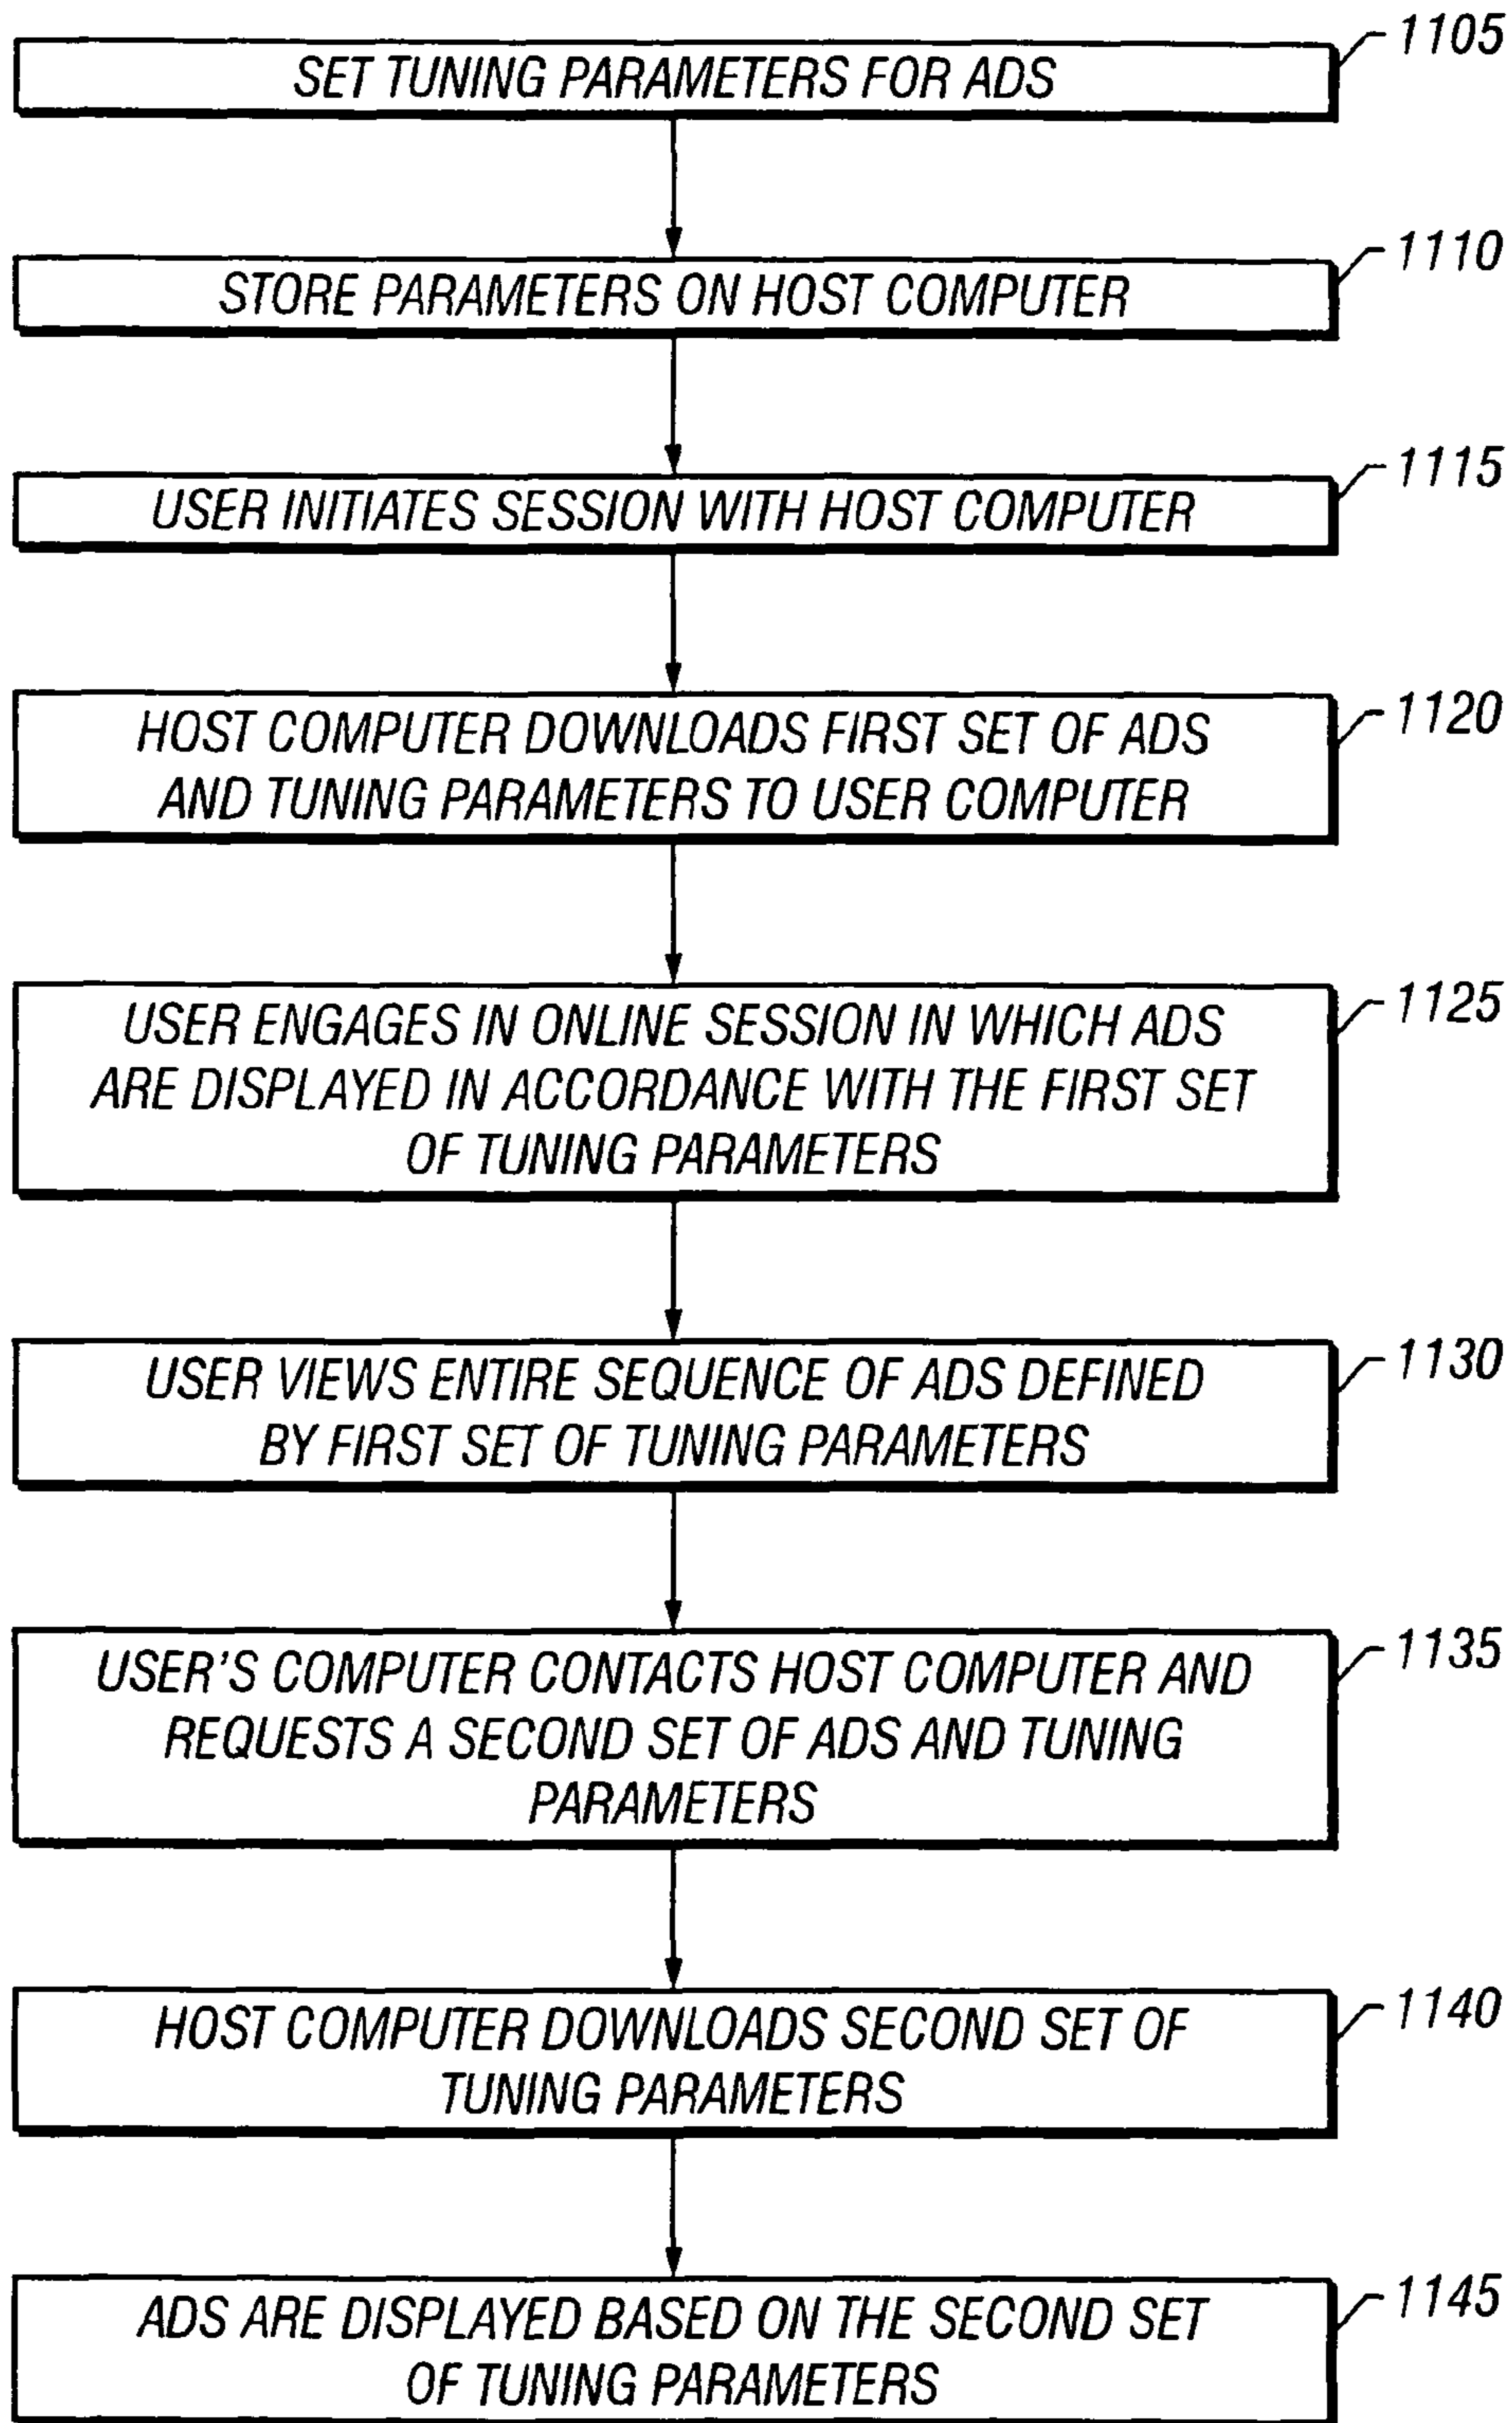 SET TUNING PARAMETERS FOR ADS
1105
STORE PARAMETERS ON HOST COMPUTER
1110
USER INITIATES SESSION WITH HOST COMPUTER
1115
HOST COMPUTER DOWNLOADS FIRST SET OF ADS
AND TUNING PARAMETERS TO USER COMPUTER
1120
USER ENGAGES IN ONLINE SESSION IN WHICH ADS
ARE DISPLAYED IN ACCORDANCE WITH THE FIRST SET
OF TUNING PARAMETERS
1125
USER VIEWS ENTIRE SEQUENCE OF ADS DEFINED
BY FIRST SET OF TUNING PARAMETERS
1130
USER'S COMPUTER CONTACTS HOST COMPUTER AND
REQUESTS A SECOND SET OF ADS AND TUNING
PARAMETERS
1135
HOST COMPUTER DOWNLOADS SECOND SET OF
TUNING PARAMETERS
1140
ADS ARE DISPLAYED BASED ON THE SECOND SET
OF TUNING PARAMETERS
1145